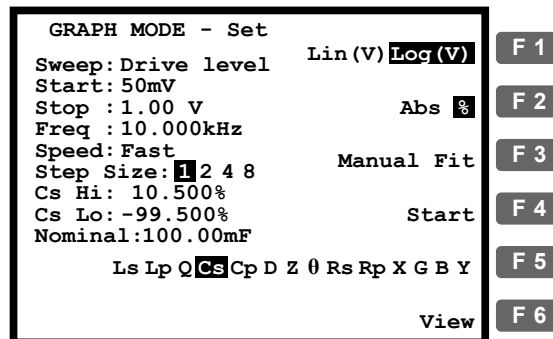 GRAPH MODE - Set
Lin(V) Log(V) F 1
Sweep: Drive level
Start: 50mV
Stop : 1.00 V Abs % F 2
Freq : 10.000kHz
Speed: Fast
Manual Fit F 3
Step Size: 1 2 4 8
Cs Hi: 10.500%
Cs Lo: -99.500% Start F 4
Nominal:100.00mF
Ls Lp Q Cs Cp D Z θ Rs Rp X G B Y F 5
View F 6